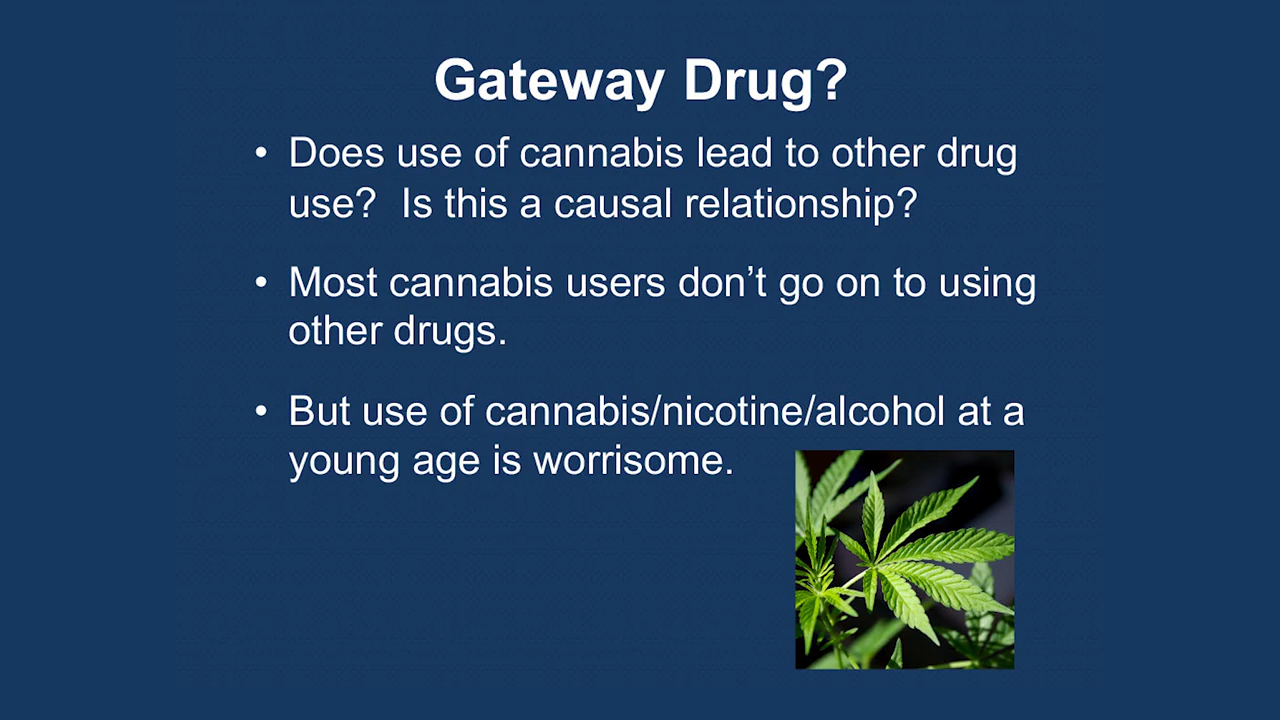 Gateway Drug?
• Does use of cannabis lead to other drug
use?  Is this a causal relationship?
• Most cannabis users don’t go on to using
other drugs.
• But use of cannabis/nicotine/alcohol at a
young age is worrisome.